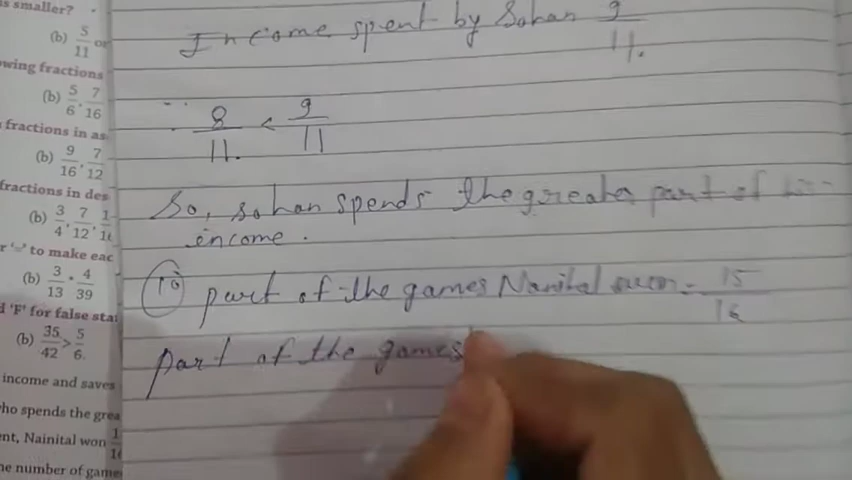 s smaller?
(b) 5/11 or
wing fractions
(b) 5/6, 7/16
fractions in as
(b) 9/16, 7/12
fractions in des
(b) 3/4, 7/12, 1
r '=' to make eac
(b) 3/13 * 4/39
d 'F' for false sta
(b) 35/42 > 5/6.
income and saves
ho spends the grea
nt, Nainital won 1
e number of game
Income spent by Sohan 9/11.
∵ 8/11. < 9/11
So, sohan spends the greater part of
income.
10 part of the games Nanital won = 15/16
part of the games